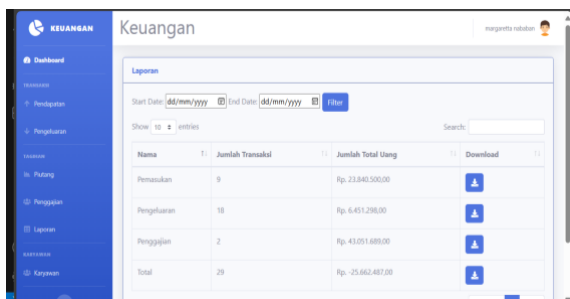 KEUANGAN
Keuangan
margaretta nababan
Dashboard
Pendapatan
Pengeluaran
Piutang
Penggajian
Laporan
KARYAWAN
Karyawan
Laporan
Start Date: dd/mm/yyyy End Date: dd/mm/yyyy Filter
Show 10 entries Search:
Nama Jumlah Transaksi Jumlah Total Uang Download
Pemasukan 9 Rp. 23.840.500,00
Pengeluaran 18 Rp. 6.451.298,00
Penggajian 2 Rp. 43.051.689,00
Total 29 Rp. -25.662.487,00